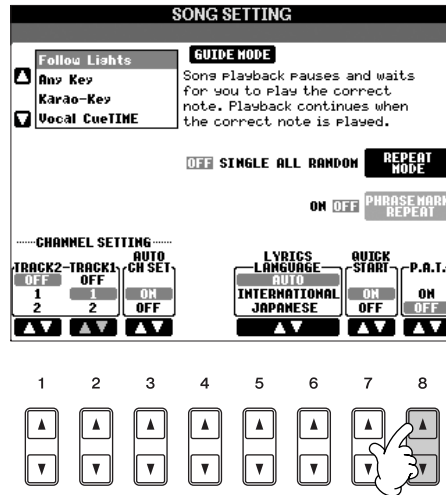 SONG SETTING
Follow Lights
Any Key
Karao-Key
Vocal CueTIME
GUIDE MODE
Song playback pauses and waits
for you to play the correct
note. Playback continues when
the correct note is played.
OFF SINGLE ALL RANDOM REPEAT MODE
ON OFF PHRASE MARK REPEAT
CHANNEL SETTING
TRACK2-TRACK1 AUTO CH SET LYRICS LANGUAGE QUICK START P.A.T.
OFF OFF AUTO
1 1 ON INTERNATIONAL ON ON
2 2 OFF JAPANESE OFF OFF
1 2 3 4 5 6 7 8